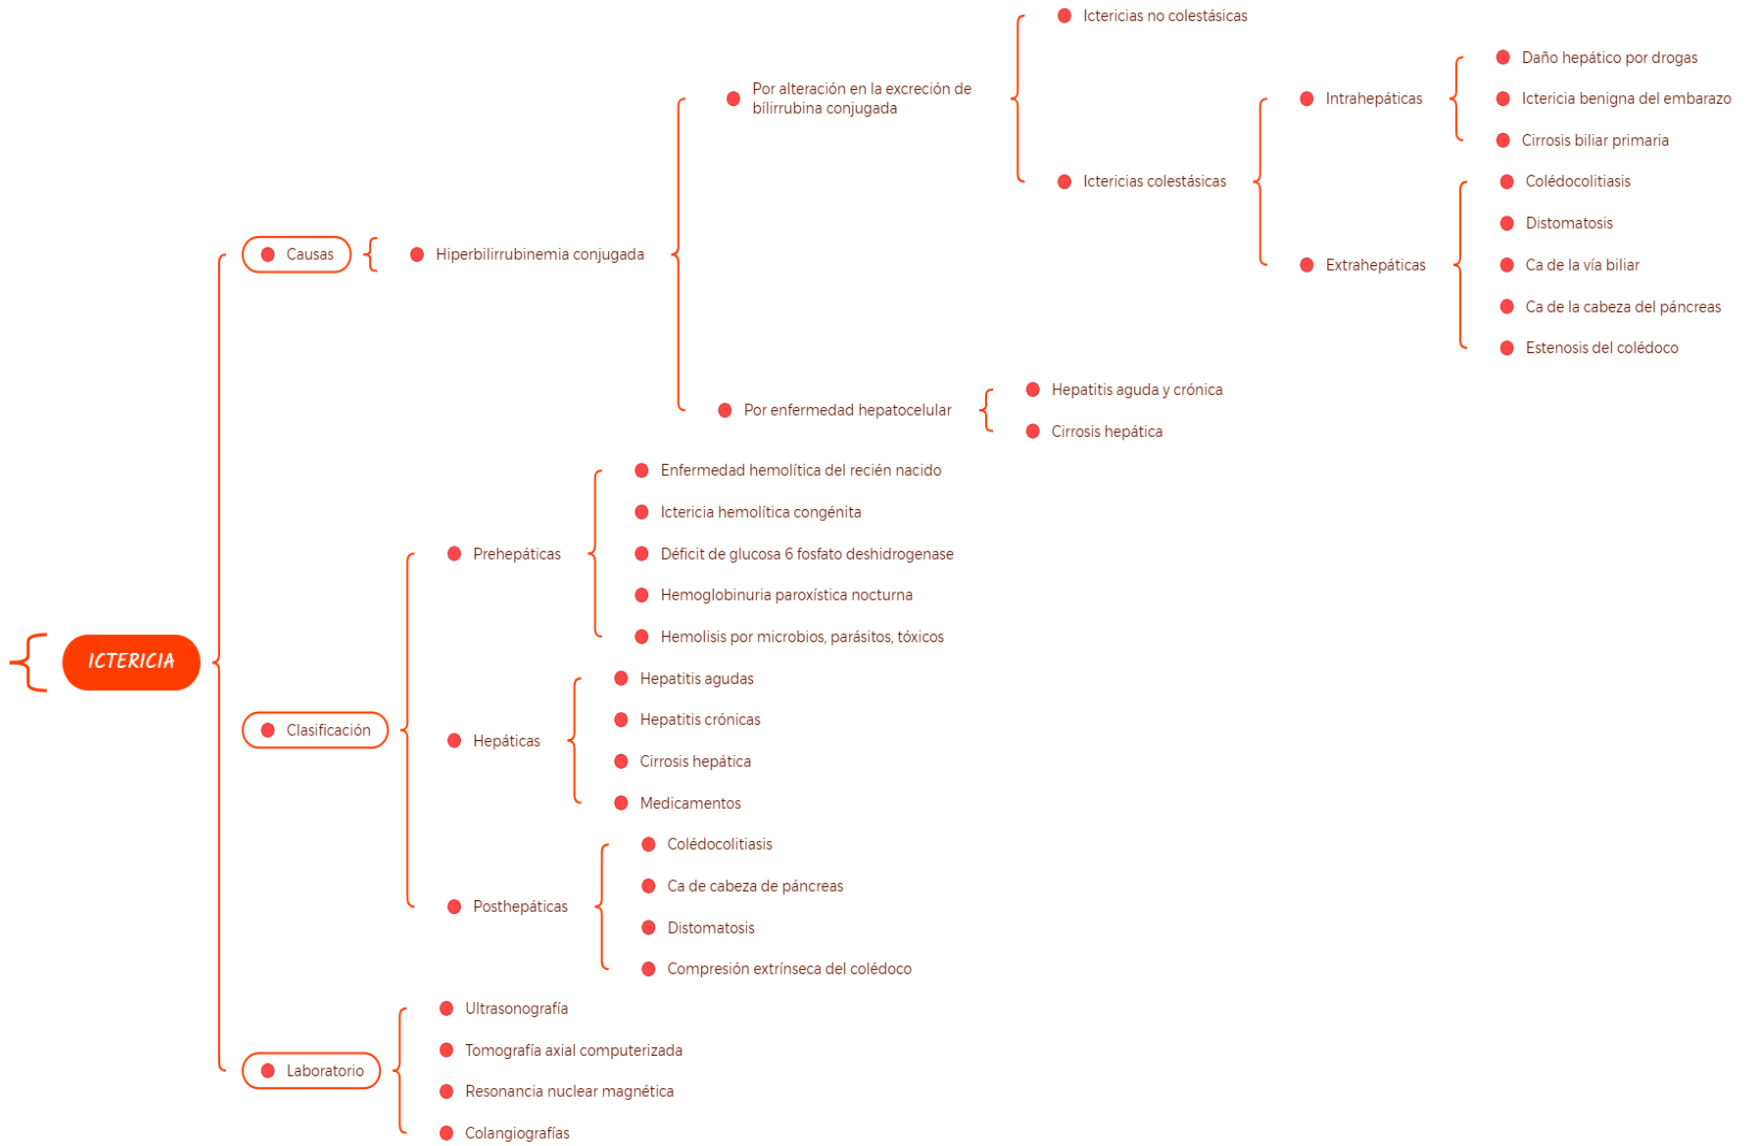 ICTERICIA
Causas
Hiperbilirrubinemia conjugada
Por alteración en la excreción de
bílirrubina conjugada
Ictericias no colestásicas
Ictericias colestásicas
Intrahepáticas
Daño hepático por drogas
Ictericia benigna del embarazo
Cirrosis biliar primaria
Extrahepáticas
Colédocolitiasis
Distomatosis
Ca de la vía biliar
Ca de la cabeza del páncreas
Estenosis del colédoco
Por enfermedad hepatocelular
Hepatitis aguda y crónica
Cirrosis hepática
Clasificación
Prehepáticas
Enfermedad hemolítica del recién nacido
Ictericia hemolítica congénita
Déficit de glucosa 6 fosfato deshidrogenase
Hemoglobinuria paroxística nocturna
Hemolisis por microbios, parásitos, tóxicos
Hepáticas
Hepatitis agudas
Hepatitis crónicas
Cirrosis hepática
Medicamentos
Posthepáticas
Colédocolitiasis
Ca de cabeza de páncreas
Distomatosis
Compresión extrínseca del colédoco
Laboratorio
Ultrasonografía
Tomografía axial computerizada
Resonancia nuclear magnética
Colangiografías